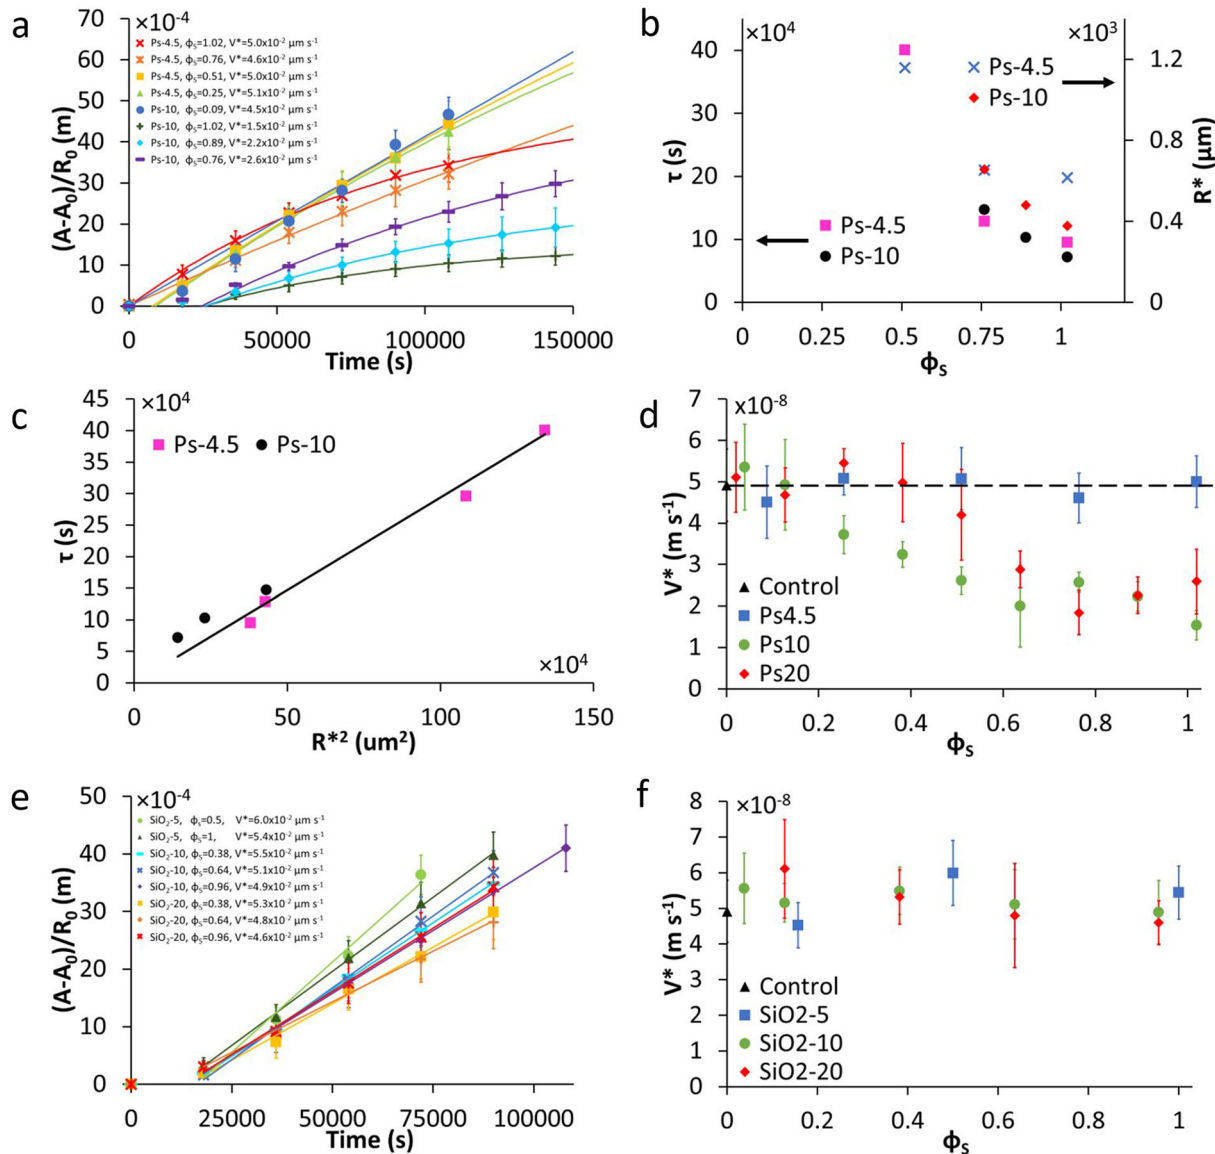 a
×10⁻⁴
70
60
50
40
30
20
10
0
(A-A₀)/R₀ (m)
Ps-4.5, ϕₛ=1.02, V*=5.0x10⁻² µm s⁻¹
Ps-4.5, ϕₛ=0.76, V*=4.6x10⁻² µm s⁻¹
Ps-4.5, ϕₛ=0.51, V*=5.0x10⁻² µm s⁻¹
Ps-4.5, ϕₛ=0.25, V*=5.1x10⁻² µm s⁻¹
Ps-10, ϕₛ=0.09, V*=4.5x10⁻² µm s⁻¹
Ps-10, ϕₛ=1.02, V*=1.5x10⁻² µm s⁻¹
Ps-10, ϕₛ=0.89, V*=2.2x10⁻² µm s⁻¹
Ps-10, ϕₛ=0.76, V*=2.6x10⁻² µm s⁻¹
0 50000 100000 150000
Time (s)
b
×10⁴
×10³
40
30
20
10
0
τ (s)
Ps-4.5
Ps-10
Ps-4.5
Ps-10
1.2
0.8
0.4
0
R* (µm)
0 0.25 0.5 0.75 1
ϕₛ
c
×10⁴
45
40
35
30
25
20
15
10
5
0
τ (s)
Ps-4.5 Ps-10
×10⁴
0 50 100 150
R*² (um²)
d
x10⁻⁸
7
6
5
4
3
2
1
0
V* (m s⁻¹)
Control
Ps4.5
Ps10
Ps20
0 0.2 0.4 0.6 0.8 1
ϕₛ
e
×10⁻⁴
50
40
30
20
10
0
(A-A₀)/R₀ (m)
SiO₂-5, ϕₛ=0.5, V*=6.0x10⁻² µm s⁻¹
SiO₂-5, ϕₛ=1, V*=5.4x10⁻² µm s⁻¹
SiO₂-10, ϕₛ=0.38, V*=5.5x10⁻² µm s⁻¹
SiO₂-10, ϕₛ=0.64, V*=5.1x10⁻² µm s⁻¹
SiO₂-10, ϕₛ=0.96, V*=4.9x10⁻² µm s⁻¹
SiO₂-20, ϕₛ=0.38, V*=5.3x10⁻² µm s⁻¹
SiO₂-20, ϕₛ=0.64, V*=4.8x10⁻² µm s⁻¹
SiO₂-20, ϕₛ=0.96, V*=4.6x10⁻² µm s⁻¹
0 25000 50000 75000 100000
Time (s)
f
×10⁻⁸
8
7
6
5
4
3
2
1
0
V* (m s⁻¹)
Control
SiO2-5
SiO2-10
SiO2-20
0 0.2 0.4 0.6 0.8 1
ϕₛ